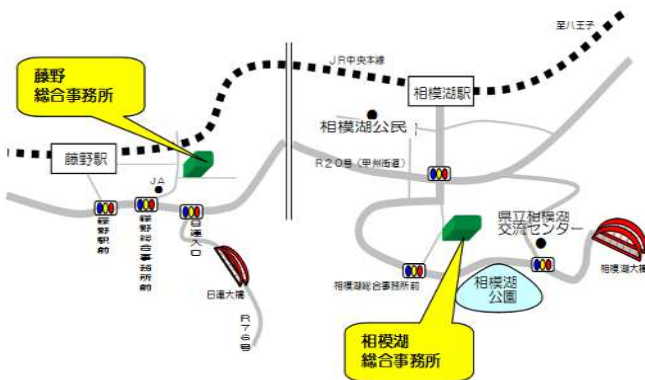 至八王子
JR中央本線
藤野
総合事務所
相模湖駅
相模湖公民
藤野駅
R20号(甲州街道)
JA
藤野駅前
藤野総合事務所前
日連入口
日連大橋
R76号
県立相模湖
交流センター
相模湖大橋
相模湖総合事務所前
相模湖
公園
相模湖
総合事務所